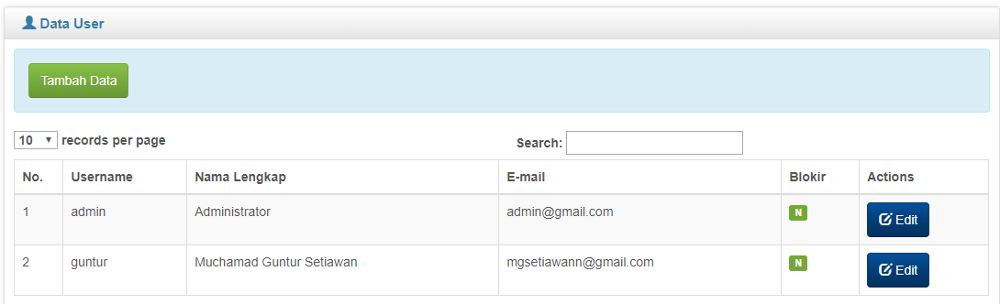 Data User
Tambah Data
10 records per page Search:
No. Username Nama Lengkap E-mail Blokir Actions
1 admin Administrator admin@gmail.com N Edit
2 guntur Muchamad Guntur Setiawan mgsetiawann@gmail.com N Edit